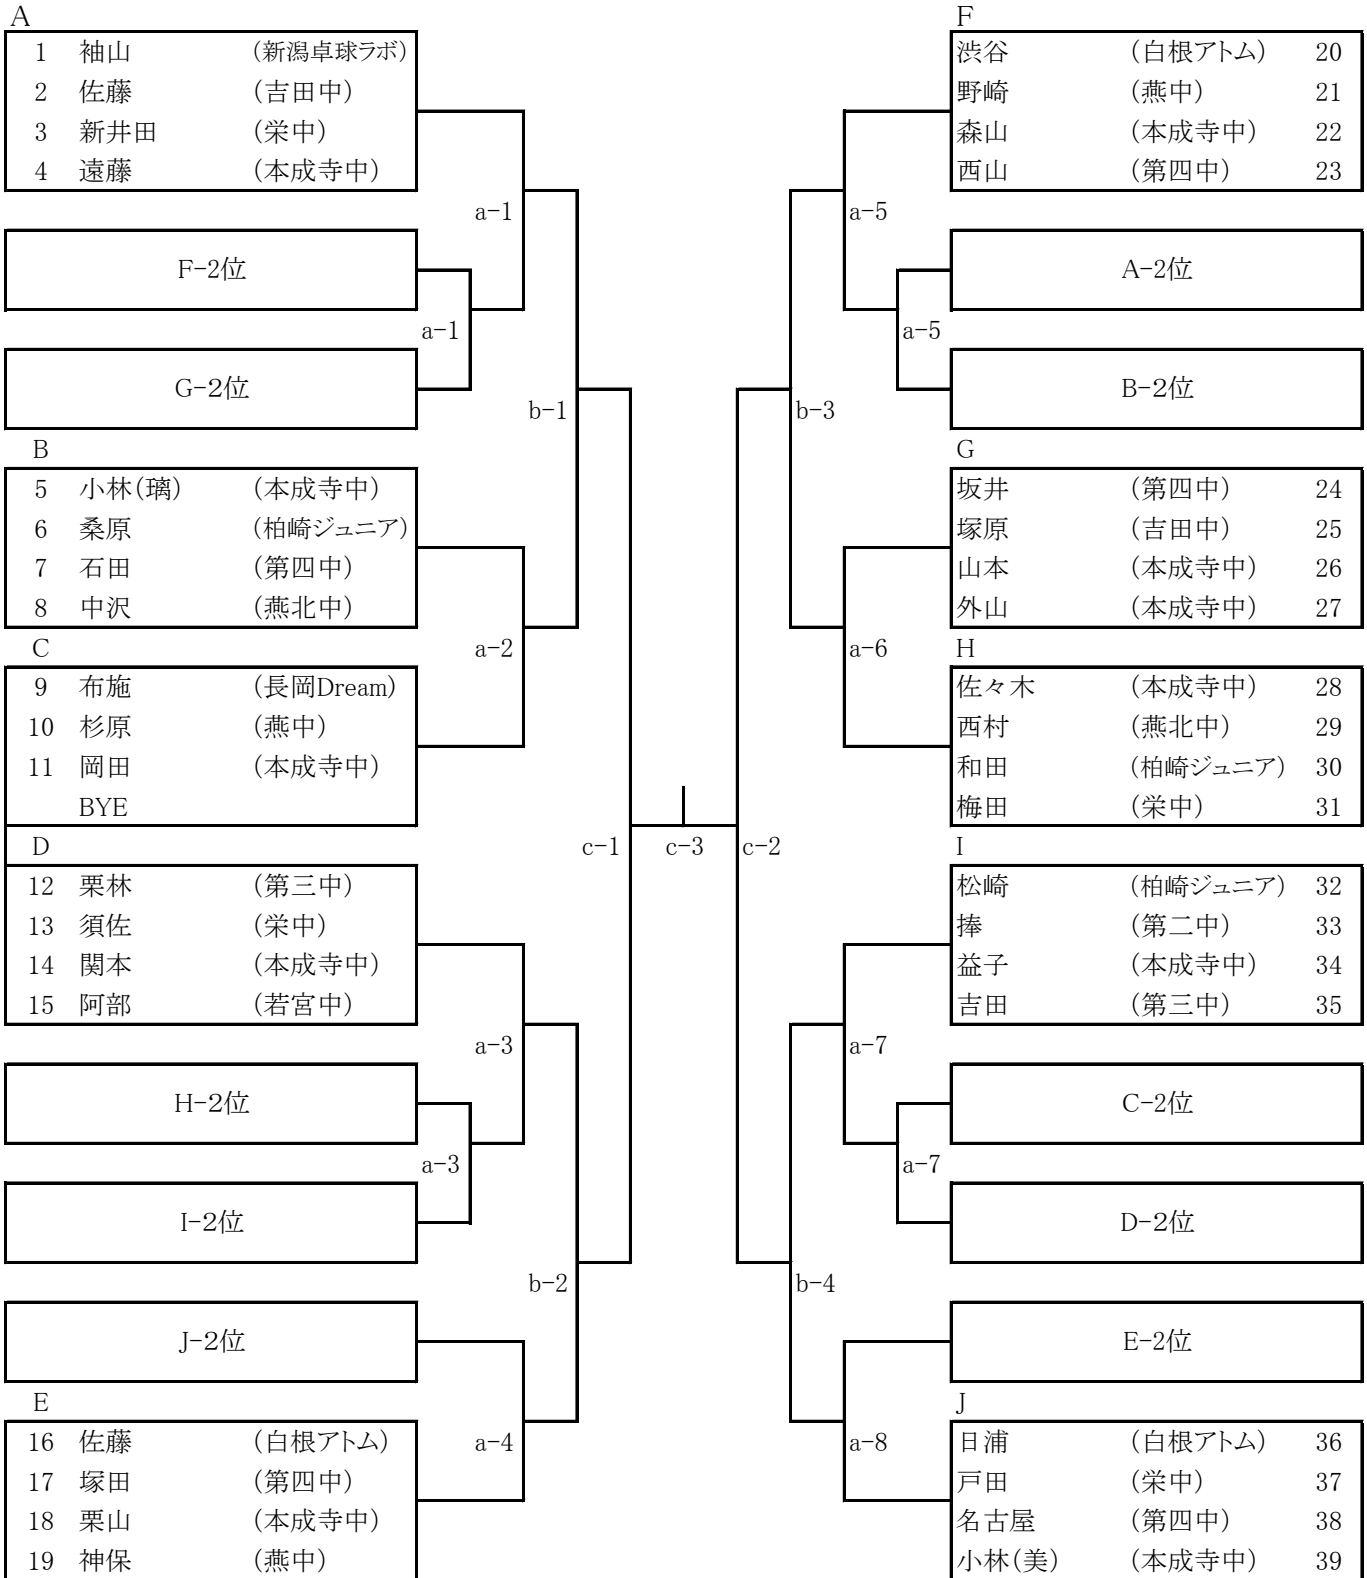 A
1 袖山 (新潟卓球ラボ)
2 佐藤 (吉田中)
3 新井田 (栄中)
4 遠藤 (本成寺中)
a-1
F-2位
a-1
G-2位
b-1
B
5 小林(璃) (本成寺中)
6 桑原 (柏崎ジュニア)
7 石田 (第四中)
8 中沢 (燕北中)
C
a-2
9 布施 (長岡Dream)
10 杉原 (燕中)
11 岡田 (本成寺中)
BYE
D
c-1 c-3 c-2
12 栗林 (第三中)
13 須佐 (栄中)
14 関本 (本成寺中)
15 阿部 (若宮中)
a-3
H-2位
a-3
I-2位
b-2
J-2位
E
16 佐藤 (白根アトム)
a-4
17 塚田 (第四中)
18 栗山 (本成寺中)
19 神保 (燕中)
F
渋谷 (白根アトム) 20
野崎 (燕中) 21
森山 (本成寺中) 22
西山 (第四中) 23
a-5
A-2位
a-5
B-2位
b-3
G
坂井 (第四中) 24
塚原 (吉田中) 25
山本 (本成寺中) 26
外山 (本成寺中) 27
a-6
H
佐々木 (本成寺中) 28
西村 (燕北中) 29
和田 (柏崎ジュニア) 30
梅田 (栄中) 31
I
松崎 (柏崎ジュニア) 32
捧 (第二中) 33
益子 (本成寺中) 34
吉田 (第三中) 35
a-7
C-2位
a-7
D-2位
b-4
E-2位
J
a-8
日浦 (白根アトム) 36
戸田 (栄中) 37
名古屋 (第四中) 38
小林(美) (本成寺中) 39